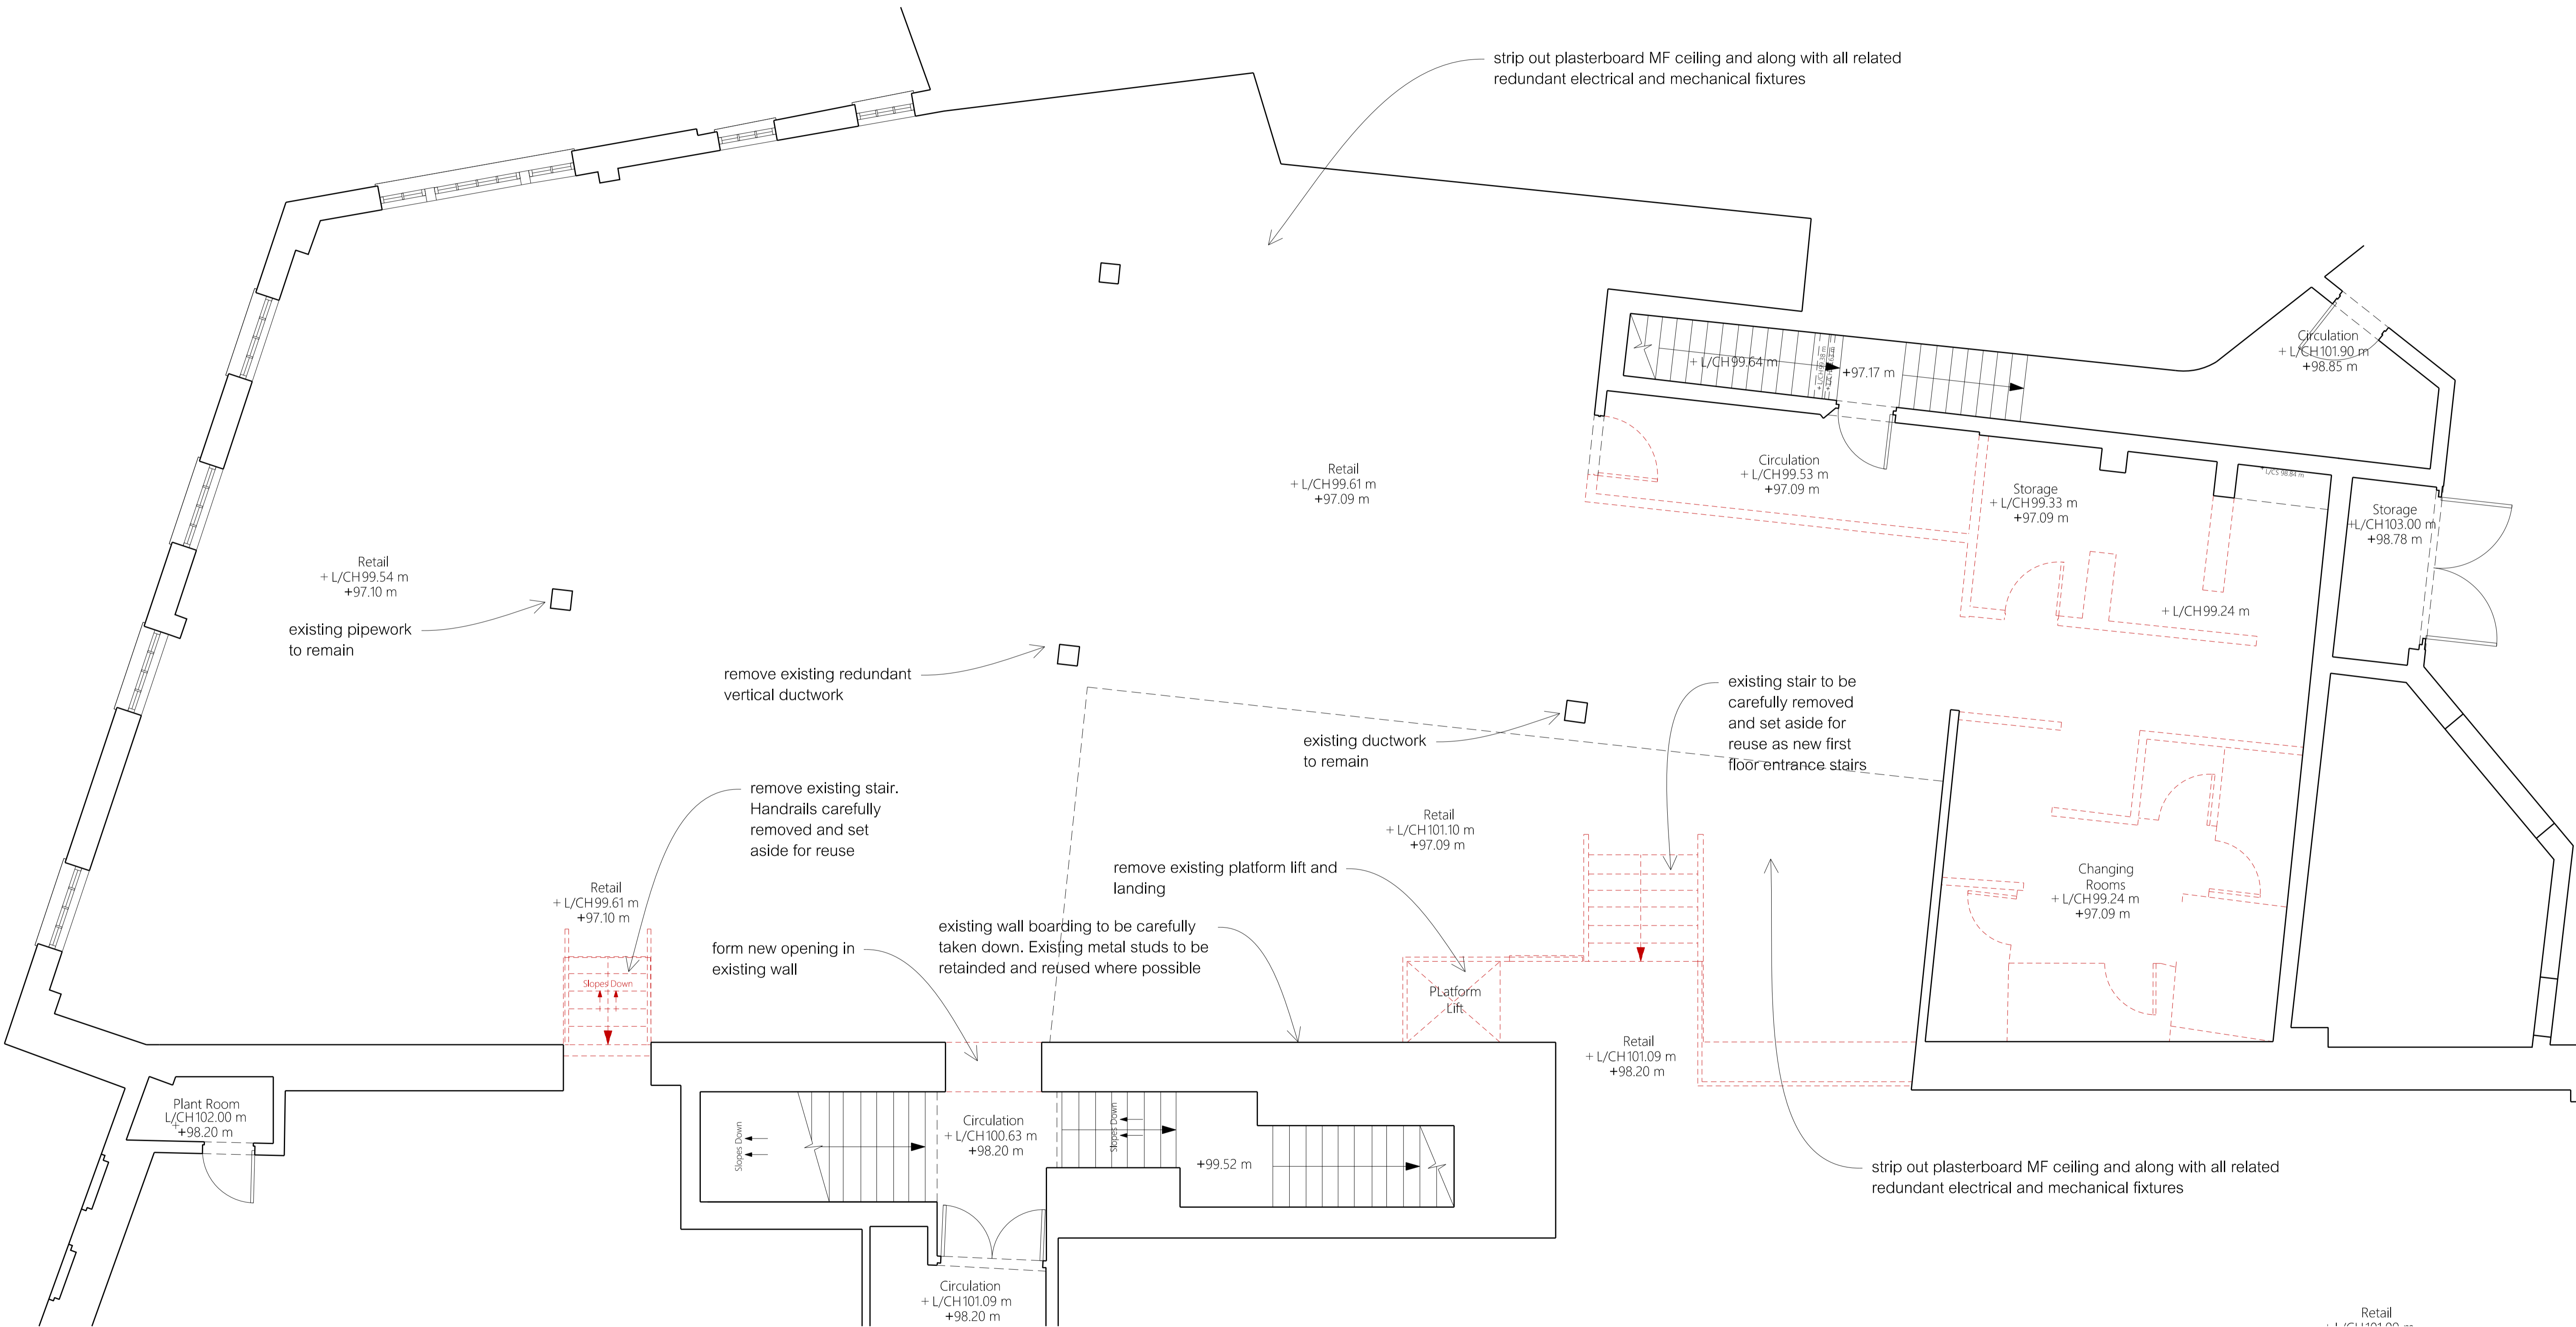 strip out plasterboard MF ceiling and along with all related
redundant electrical and mechanical fixtures
Circulation
+ L/CH101.90 m
+98.85 m
+ L/CH99.64 m
+97.17 m
Retail
+ L/CH99.61 m
+97.09 m
Circulation
+ L/CH99.53 m
+97.09 m
Storage
+ L/CH99.33 m
+97.09 m
L/CS 98.84 m
Storage
+L/CH103.00 m
+98.78 m
Retail
+ L/CH99.54 m
+97.10 m
existing pipework
to remain
+ L/CH99.24 m
remove existing redundant
vertical ductwork
existing ductwork
to remain
existing stair to be
carefully removed
and set aside for
reuse as new first
floor entrance stairs
remove existing stair.
Handrails carefully
removed and set
aside for reuse
Retail
+ L/CH101.10 m
+97.09 m
remove existing platform lift and
landing
Changing
Rooms
+ L/CH99.24 m
+97.09 m
Retail
+ L/CH99.61 m
+97.10 m
form new opening in
existing wall
existing wall boarding to be carefully
taken down. Existing metal studs to be
retainded and reused where possible
Slopes Down
PLatform
Lift
Retail
+ L/CH101.09 m
+98.20 m
Plant Room
L/CH102.00 m
+98.20 m
Slopes Down
Circulation
+ L/CH100.63 m
+98.20 m
Slopes Down
+99.52 m
strip out plasterboard MF ceiling and along with all related
redundant electrical and mechanical fixtures
Circulation
+ L/CH101.09 m
+98.20 m
Retail